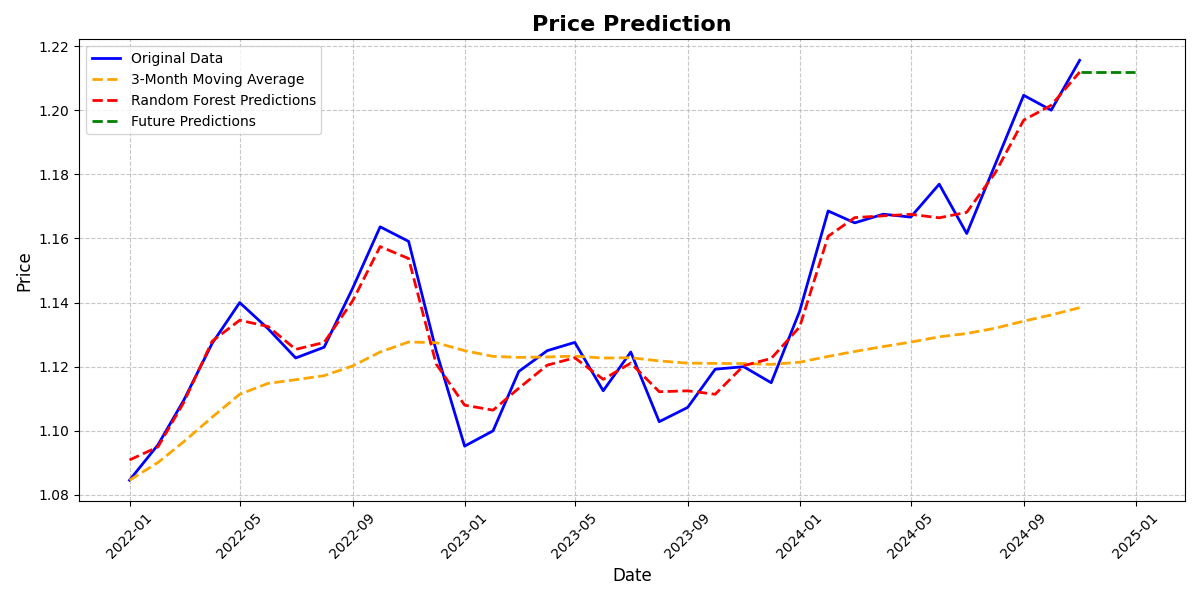 Price Prediction
Original Data
3-Month Moving Average
Random Forest Predictions
Future Predictions
1.22
1.20
1.18
1.16
1.14
1.12
1.10
1.08
Price
2022-01
2022-05
2022-09
2023-01
2023-05
2023-09
2024-01
2024-05
2024-09
2025-01
Date